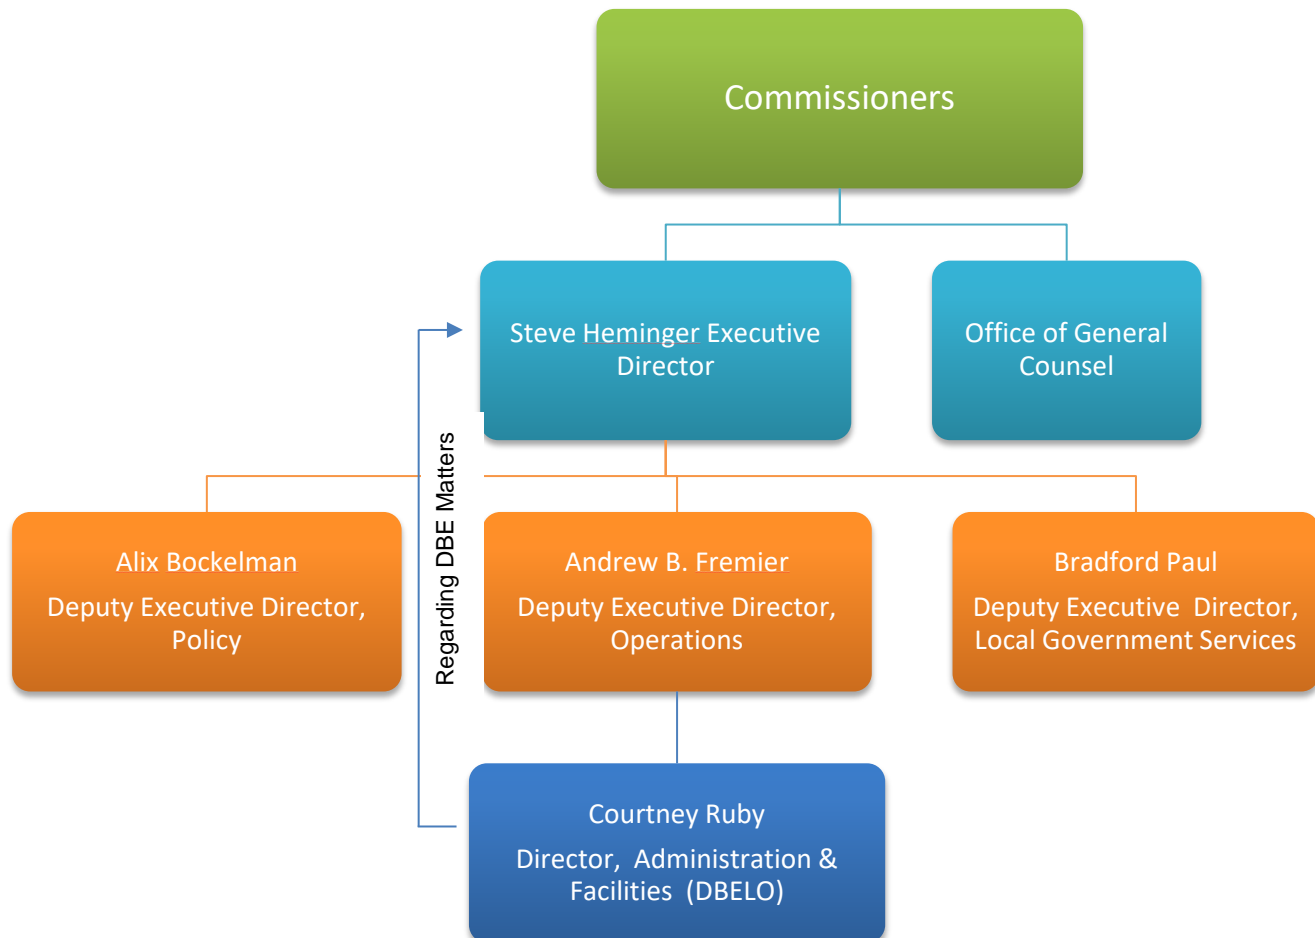 Commissioners
Steve Heminger Executive
Director
Office of General
Counsel
Regarding DBE Matters
Alix Bockelman
Deputy Executive Director,
Policy
Andrew B. Fremier
Deputy Executive Director,
Operations
Bradford Paul
Deputy Executive  Director,
Local Government Services
Courtney Ruby
Director,  Administration &
Facilities  (DBELO)